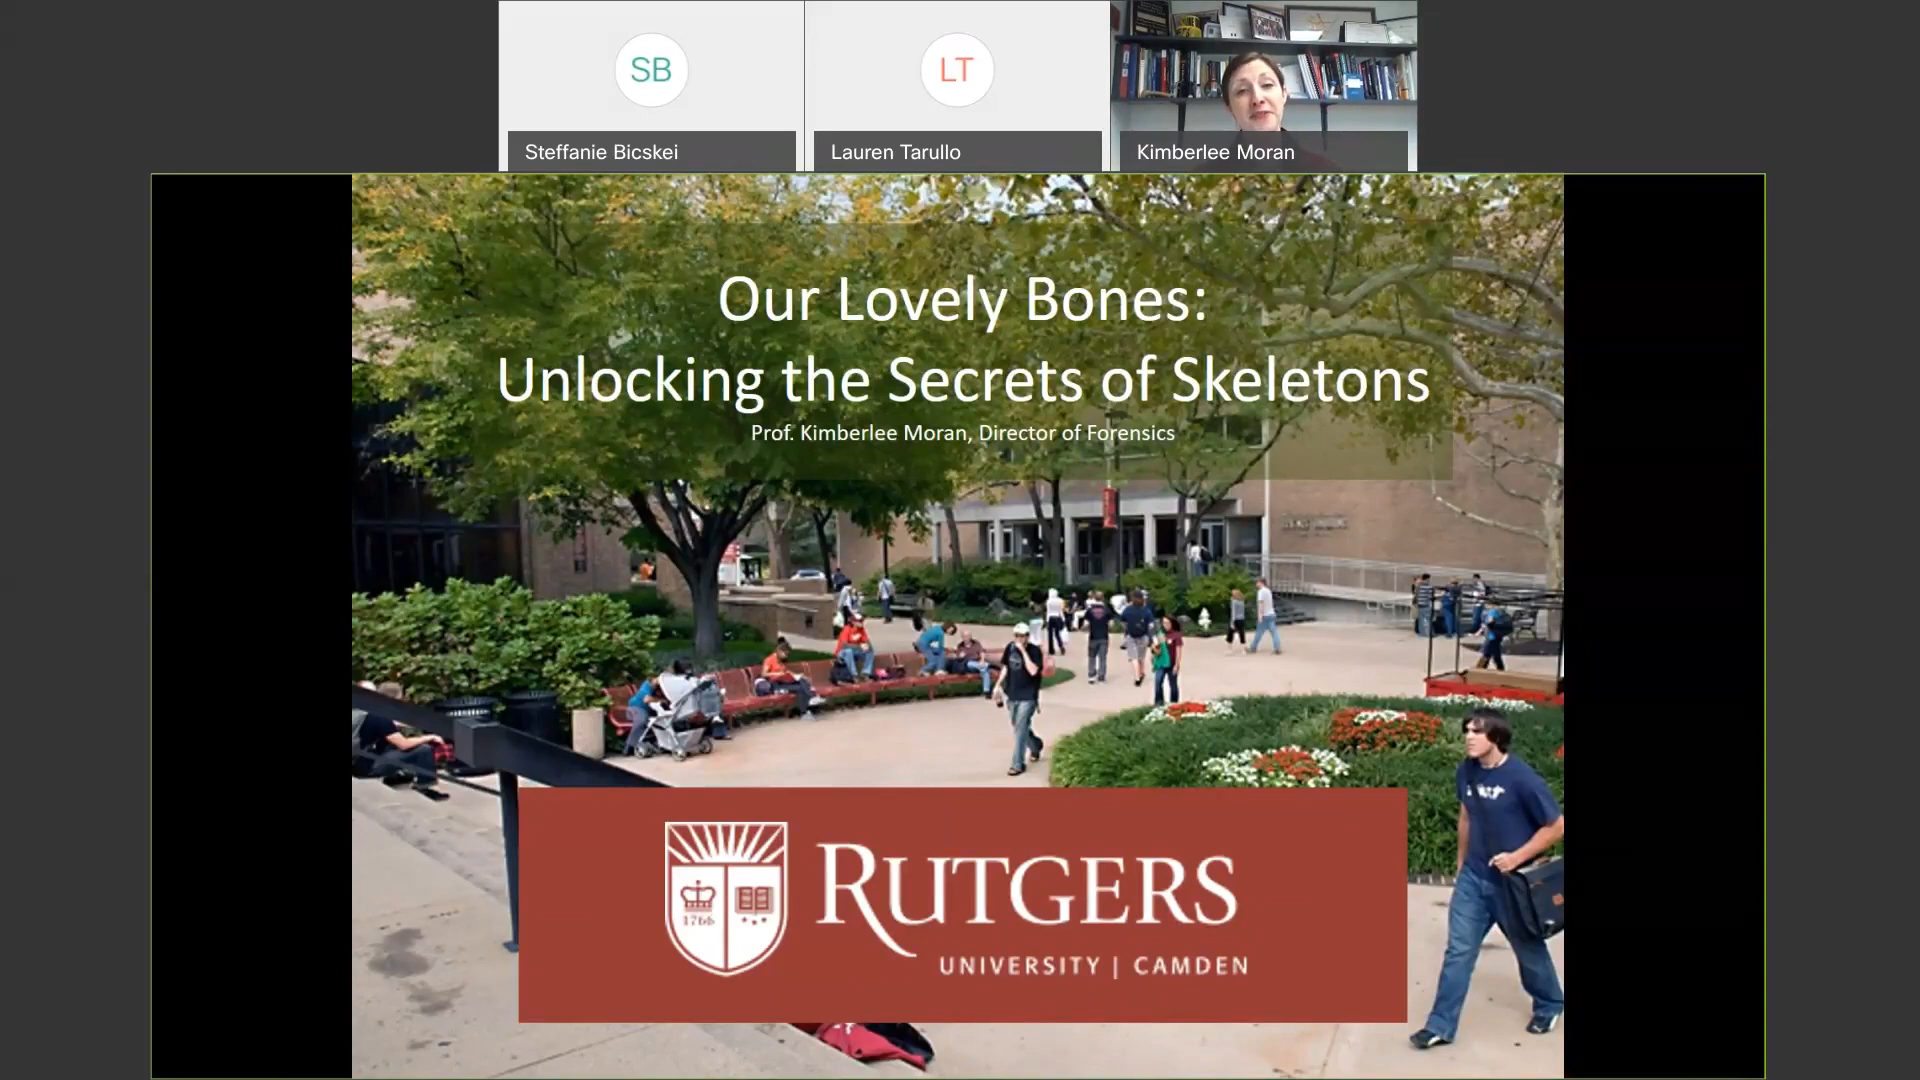 SB
LT
Steffanie Bicskei
Lauren Tarullo
Kimberlee Moran
Our Lovely Bones:
Unlocking the Secrets of Skeletons
Prof. Kimberlee Moran, Director of Forensics
1766
RUTGERS
UNIVERSITY | CAMDEN